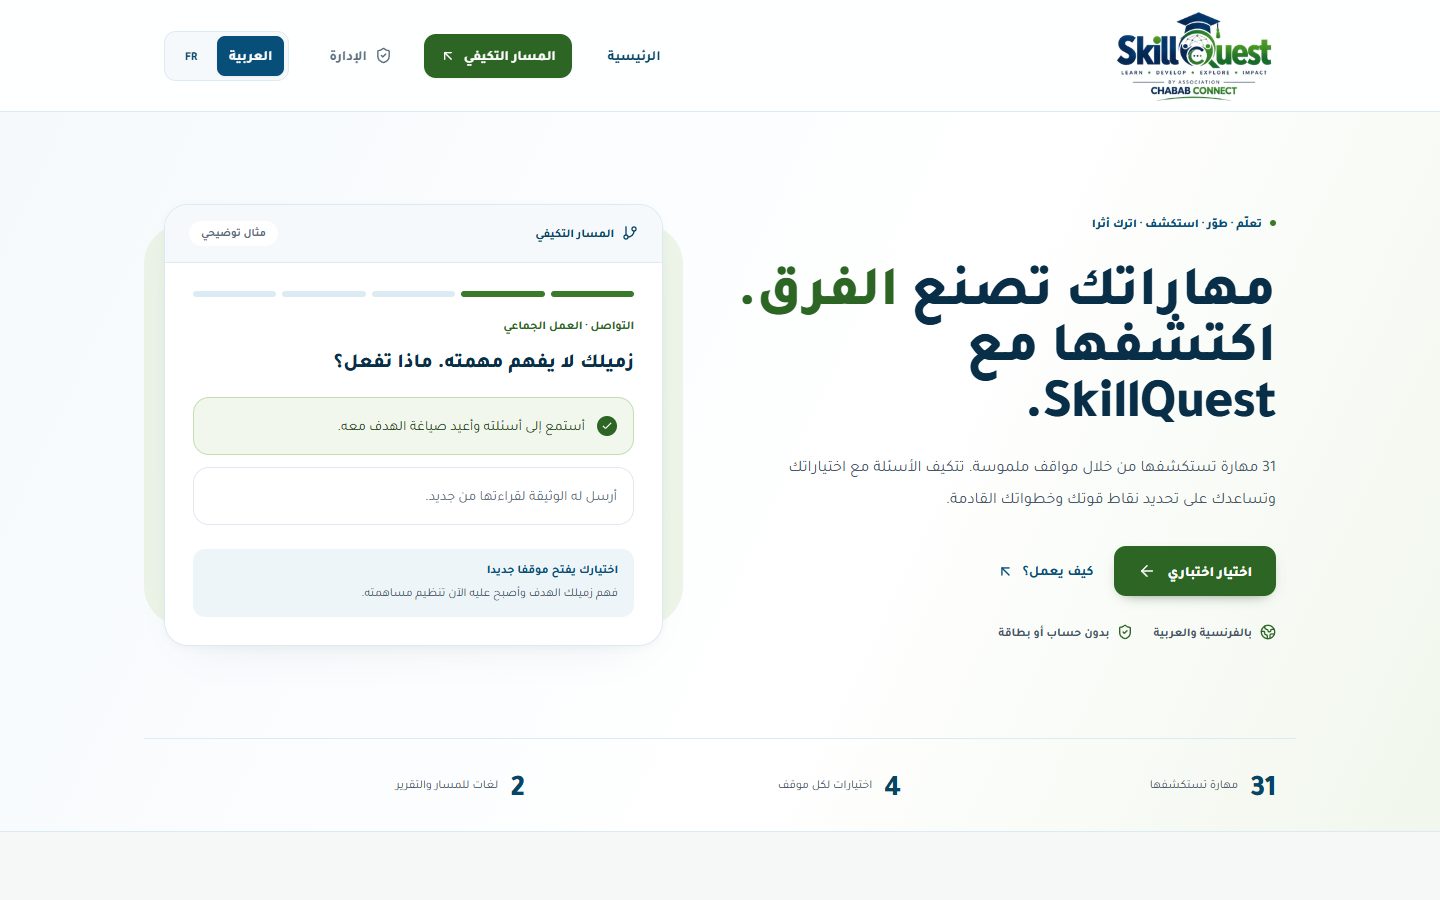 SkillQuest
LEARN • DEVELOP • EXPLORE • IMPACT
BY ASSOCIATION
CHABAB CONNECT
الرئيسية
المسار التكيفي
الإدارة
العربية
FR
تعلّم · طوّر · استكشف · اترك أثرا
مهاراتك تصنع الفرق.
اكتشفها مع
SkillQuest.
31 مهارة تستكشفها من خلال مواقف ملموسة. تتكيف الأسئلة مع اختياراتك
وتساعدك على تحديد نقاط قوتك وخطواتك القادمة.
اختيار اختباري
كيف يعمل؟
بالفرنسية والعربية
بدون حساب أو بطاقة
المسار التكيفي
مثال توضيحي
التواصل · العمل الجماعي
زميلك لا يفهم مهمته. ماذا تفعل؟
أستمع إلى أسئلته وأعيد صياغة الهدف معه.
أرسل له الوثيقة لقراءتها من جديد.
اختيارك يفتح موقفا جديدا
فهم زميلك الهدف وأصبح عليه الآن تنظيم مساهمته.
31 مهارة تستكشفها
4 اختيارات لكل موقف
2 لغات للمسار والتقرير